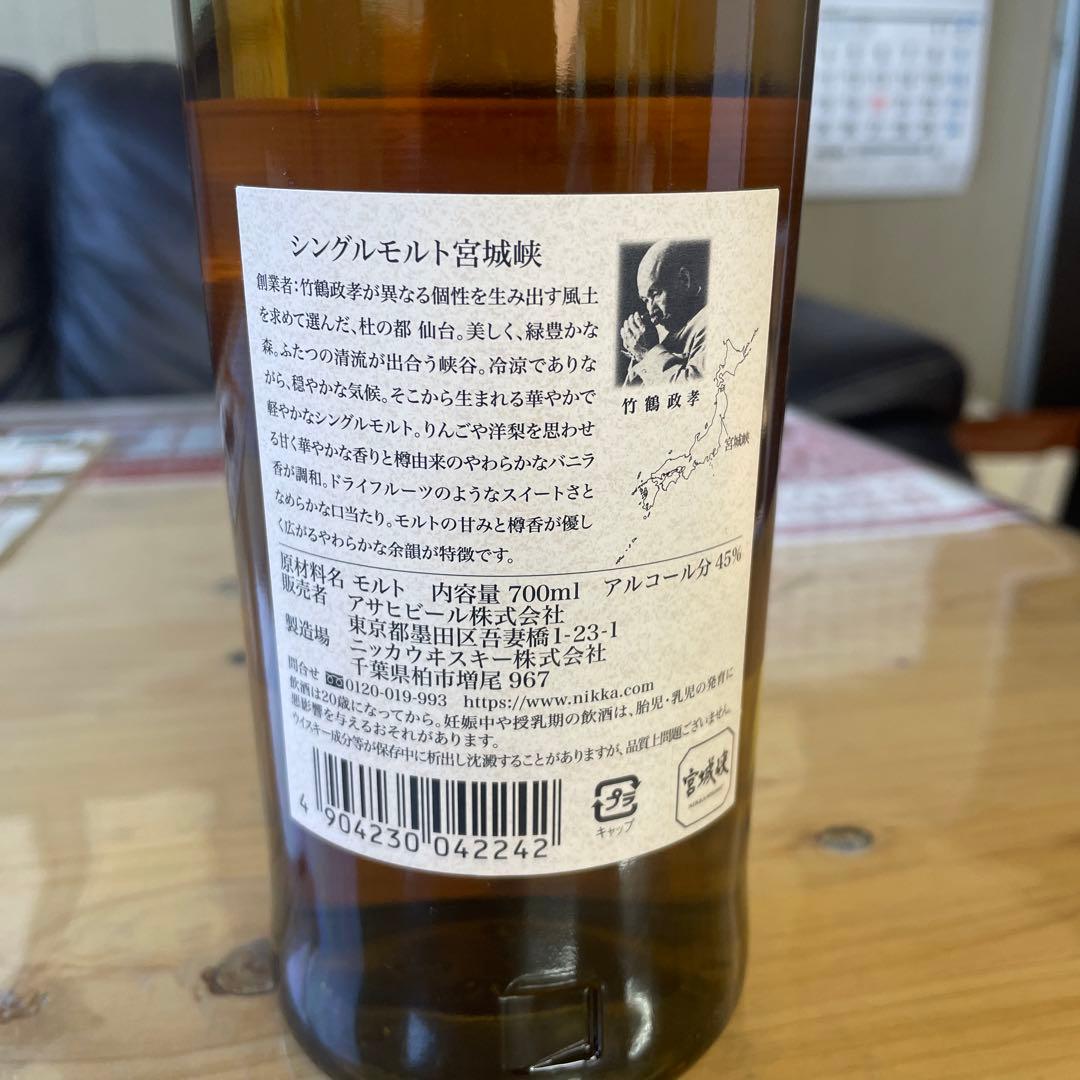 シングルモルト宮城峡
創業者:竹鶴政孝が異なる個性を生み出す風土
を求めて選んだ、杜の都 仙台。美しく、緑豊かな
森。ふたつの清流が出合う峡谷。冷涼でありな
がら、穏やかな気候。そこから生まれる華やかで
軽やかなシングルモルト。りんごや洋梨を思わせ
る甘く華やかな香りと樽由来のやわらかなバニラ
香が調和。ドライフルーツのようなスイートさと
なめらかな口当たり。モルトの甘みと樽香が優し
く広がるやわらかな余韻が特徴です。
竹鶴政孝
宮城峡
原材料名 モルト 内容量 700ml アルコール分 45%
販売者 アサヒビール株式会社
東京都墨田区吾妻橋1-23-1
製造場 ニッカウヰスキー株式会社
千葉県柏市増尾 967
問合せ 0120-019-993 https://www.nikka.com
飲酒は20歳になってから。妊娠中や授乳期の飲酒は、胎児・乳児の発育に
悪影響を与えるおそれがあります。
ウイスキー成分等が保存中に析出し沈澱することがありますが、品質上問題ございません。
4 904230 042242
プラ
キャップ
宮城峡